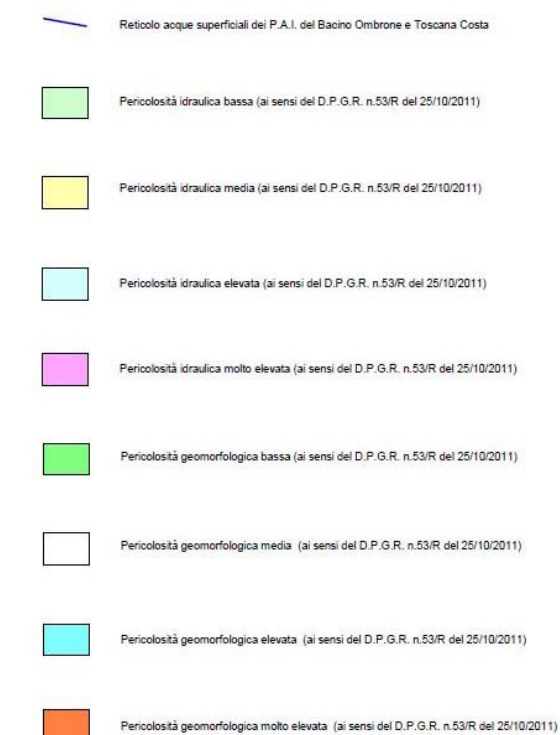 Reticolo acque superficiali dei P.A.I. del Bacino Ombrone e Toscana Costa
Pericolosità idraulica bassa (ai sensi del D.P.G.R. n.53/R del 25/10/2011)
Pericolosità idraulica media (ai sensi del D.P.G.R. n.53/R del 25/10/2011)
Pericolosità idraulica elevata (ai sensi del D.P.G.R. n.53/R del 25/10/2011)
Pericolosità idraulica molto elevata (ai sensi del D.P.G.R. n.53/R del 25/10/2011)
Pericolosità geomorfologica bassa (ai sensi del D.P.G.R. n.53/R del 25/10/2011)
Pericolosità geomorfologica media (ai sensi del D.P.G.R. n.53/R del 25/10/2011)
Pericolosità geomorfologica elevata (ai sensi del D.P.G.R. n.53/R del 25/10/2011)
Pericolosità geomorfologica molto elevata (ai sensi del D.P.G.R. n.53/R del 25/10/2011)